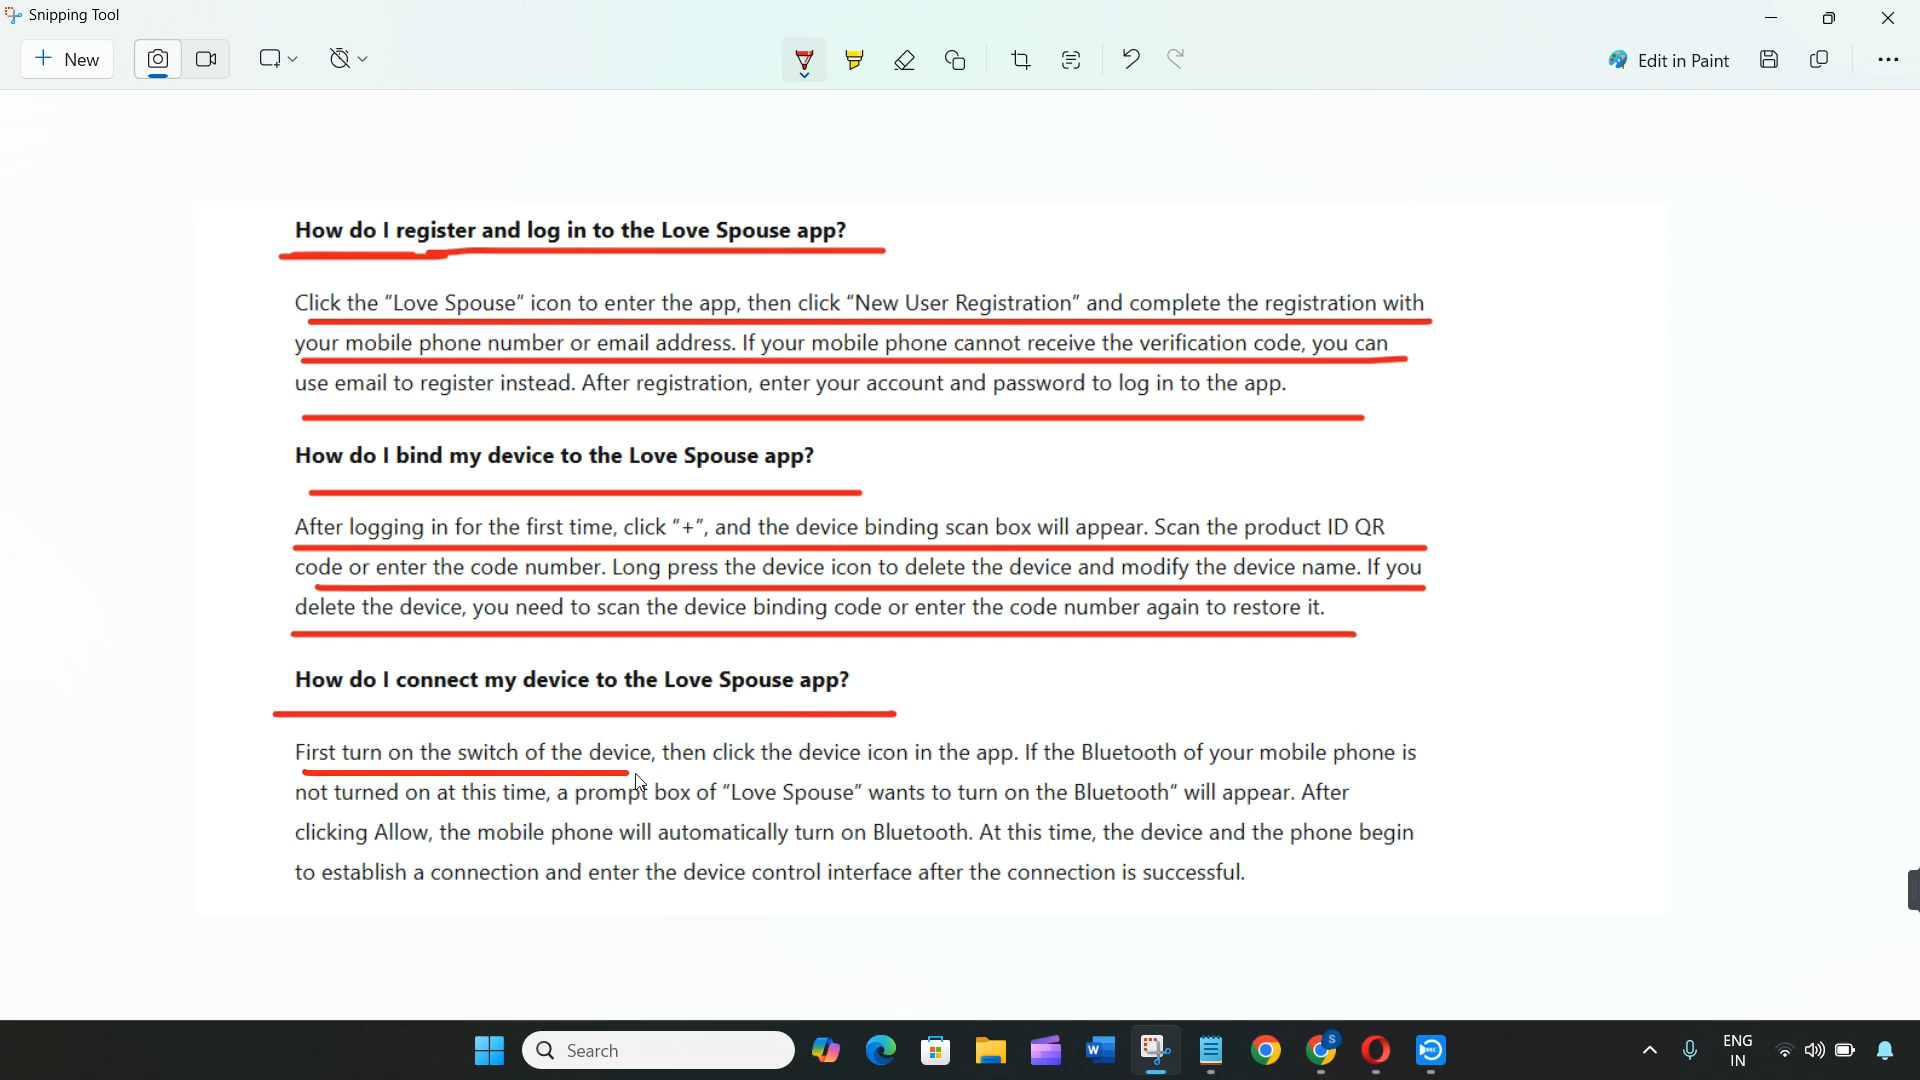 Snipping Tool
New
Edit in Paint
How do I register and log in to the Love Spouse app?
Click the “Love Spouse” icon to enter the app, then click “New User Registration” and complete the registration with
your mobile phone number or email address. If your mobile phone cannot receive the verification code, you can
use email to register instead. After registration, enter your account and password to log in to the app.
How do I bind my device to the Love Spouse app?
After logging in for the first time, click “+”, and the device binding scan box will appear. Scan the product ID QR
code or enter the code number. Long press the device icon to delete the device and modify the device name. If you
delete the device, you need to scan the device binding code or enter the code number again to restore it.
How do I connect my device to the Love Spouse app?
First turn on the switch of the device, then click the device icon in the app. If the Bluetooth of your mobile phone is
not turned on at this time, a prompt box of “Love Spouse” wants to turn on the Bluetooth” will appear. After
clicking Allow, the mobile phone will automatically turn on Bluetooth. At this time, the device and the phone begin
to establish a connection and enter the device control interface after the connection is successful.
Search
W
S
REC
ENG
IN